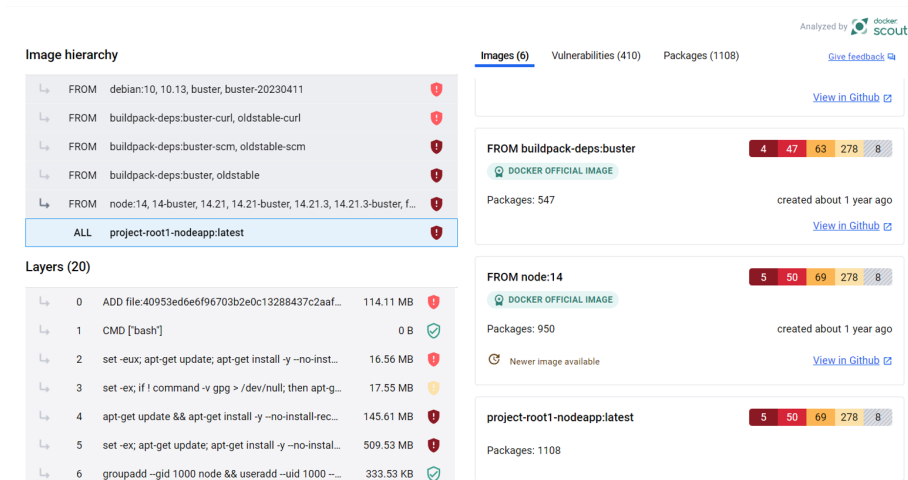 Analyzed by docker scout
Image hierarchy
FROM debian:10, 10.13, buster, buster-20230411
FROM buildpack-deps:buster-curl, oldstable-curl
FROM buildpack-deps:buster-scm, oldstable-scm
FROM buildpack-deps:buster, oldstable
FROM node:14, 14-buster, 14.21, 14.21-buster, 14.21.3, 14.21.3-buster, f...
ALL project-root1-nodeapp:latest
Layers (20)
0 ADD file:40953ed6e6f96703b2e0c13288437c2aaf... 114.11 MB
1 CMD ["bash"] 0 B
2 set -eux; apt-get update; apt-get install -y --no-inst... 16.56 MB
3 set -ex; if ! command -v gpg > /dev/null; then apt-g... 17.55 MB
4 apt-get update && apt-get install -y --no-install-rec... 145.61 MB
5 set -ex; apt-get update; apt-get install -y --no-instal... 509.53 MB
6 groupadd --gid 1000 node && useradd --uid 1000 --... 333.53 KB
Images (6) Vulnerabilities (410) Packages (1108) Give feedback
View in Github
FROM buildpack-deps:buster 4 47 63 278 8
DOCKER OFFICIAL IMAGE
Packages: 547 created about 1 year ago
View in Github
FROM node:14 5 50 69 278 8
DOCKER OFFICIAL IMAGE
Packages: 950 created about 1 year ago
Newer image available View in Github
project-root1-nodeapp:latest 5 50 69 278 8
Packages: 1108